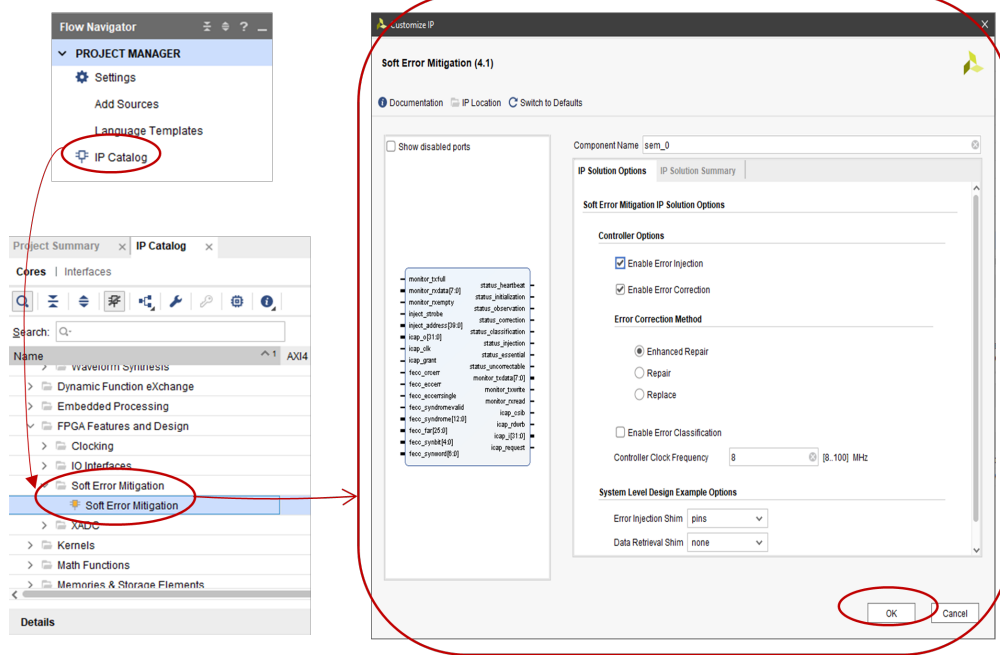 Flow Navigator
PROJECT MANAGER
Settings
Add Sources
Language Templates
IP Catalog
Project Summary
IP Catalog
Cores | Interfaces
Search:
Name
1
AXI4
Waveform Synthesis
Dynamic Function eXchange
Embedded Processing
FPGA Features and Design
Clocking
IO Interfaces
Soft Error Mitigation
Soft Error Mitigation
XADC
Kernels
Math Functions
Memories & Storage Elements
Details
Customize IP
Soft Error Mitigation (4.1)
Documentation IP Location Switch to Defaults
Show disabled ports
monitor_txfull
monitor_rxdata[7:0]
monitor_rxempty
inject_strobe
inject_address[39:0]
icap_o[31:0]
icap_clk
icap_grant
fecc_crcerr
fecc_eccerr
fecc_eccerrsingle
fecc_syndromevalid
fecc_syndrome[12:0]
fecc_far[25:0]
fecc_synbit[4:0]
fecc_synword[6:0]
status_heartbeat
status_initialization
status_observation
status_correction
status_classification
status_injection
status_essential
status_uncorrectable
monitor_txdata[7:0]
monitor_txwrite
monitor_rxread
icap_csib
icap_rdwrb
icap_i[31:0]
icap_request
Component Name sem_0
IP Solution Options
IP Solution Summary
Soft Error Mitigation IP Solution Options
Controller Options
Enable Error Injection
Enable Error Correction
Error Correction Method
Enhanced Repair
Repair
Replace
Enable Error Classification
Controller Clock Frequency 8 [8..100] MHz
System Level Design Example Options
Error Injection Shim pins
Data Retrieval Shim none
OK
Cancel